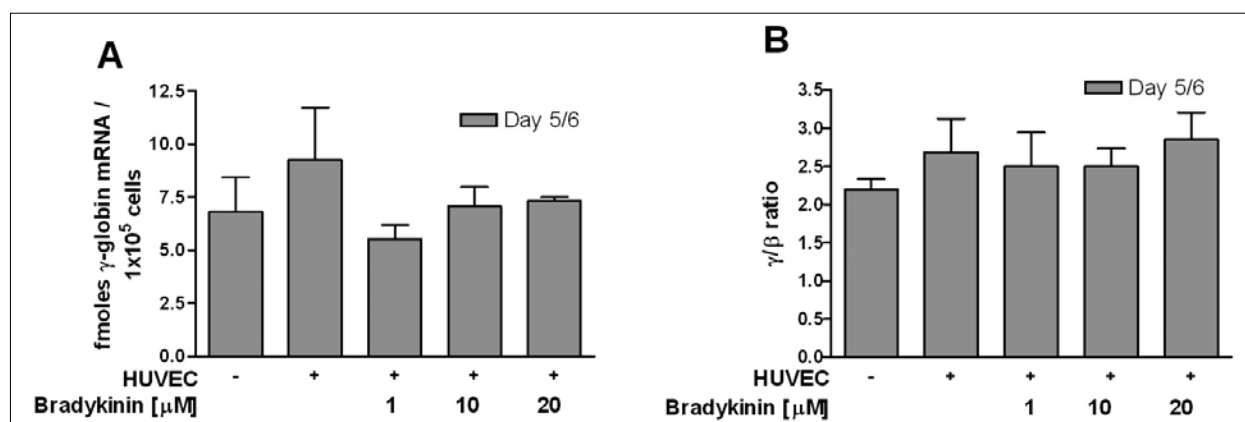 A
fmoles γ-globin mRNA /
1x10⁵ cells
12.5
10.0
7.5
5.0
2.5
0.0
Day 5/6
HUVEC - + + + +
Bradykinin [μM] 1 10 20
B
γ/β ratio
3.5
3.0
2.5
2.0
1.5
1.0
0.5
0.0
Day 5/6
HUVEC - + + + +
Bradykinin [μM] 1 10 20